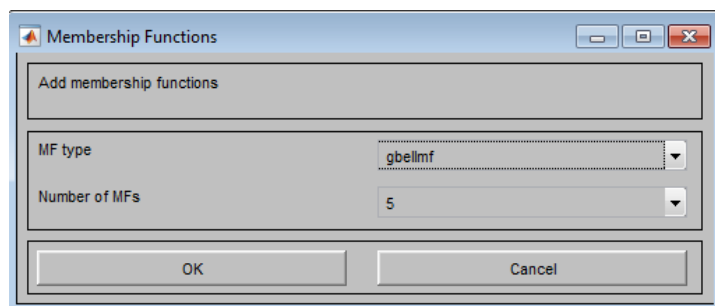 Membership Functions
Add membership functions
MF type
gbellmf
Number of MFs
5
OK
Cancel